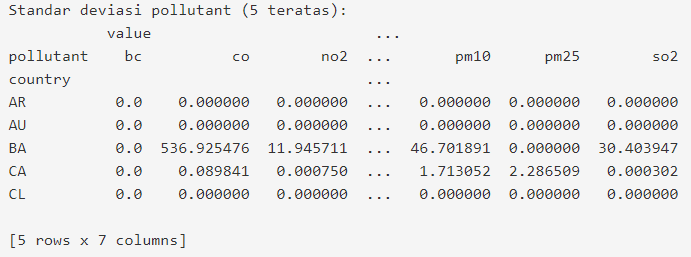 Standar deviasi pollutant (5 teratas):
            value                        ...
pollutant    bc          co        no2  ...       pm10      pm25        so2
country                                 ...
AR          0.0    0.000000   0.000000  ...   0.000000  0.000000   0.000000
AU          0.0    0.000000   0.000000  ...   0.000000  0.000000   0.000000
BA          0.0  536.925476  11.945711  ...  46.701891  0.000000  30.403947
CA          0.0    0.089841   0.000750  ...   1.713052  2.286509   0.000302
CL          0.0    0.000000   0.000000  ...   0.000000  0.000000   0.000000
[5 rows x 7 columns]